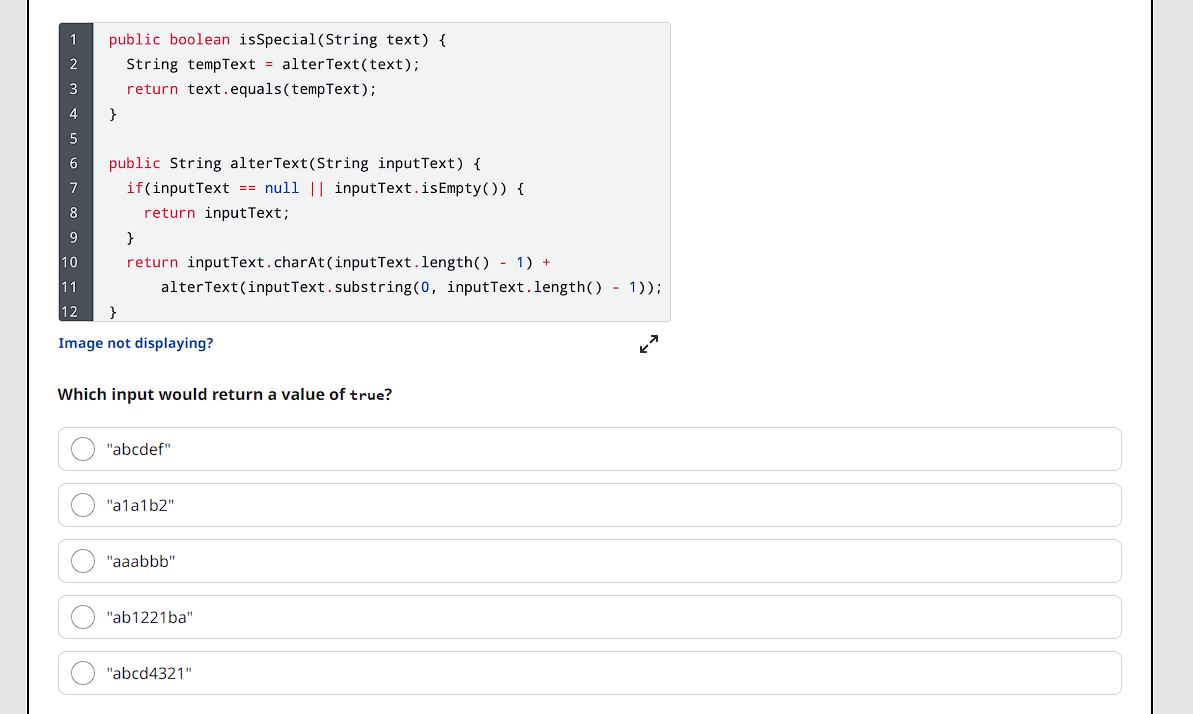 1 public boolean isSpecial(String text) {
2 String tempText = alterText(text);
3 return text.equals(tempText);
4 }
5
6 public String alterText(String inputText) {
7 if(inputText == null || inputText.isEmpty()) {
8 return inputText;
9 }
10 return inputText.charAt(inputText.length() - 1) +
11 alterText(inputText.substring(0, inputText.length() - 1));
12 }
Image not displaying?
Which input would return a value of true?
"abcdef"
"a1a1b2"
"aaabbb"
"ab1221ba"
"abcd4321"